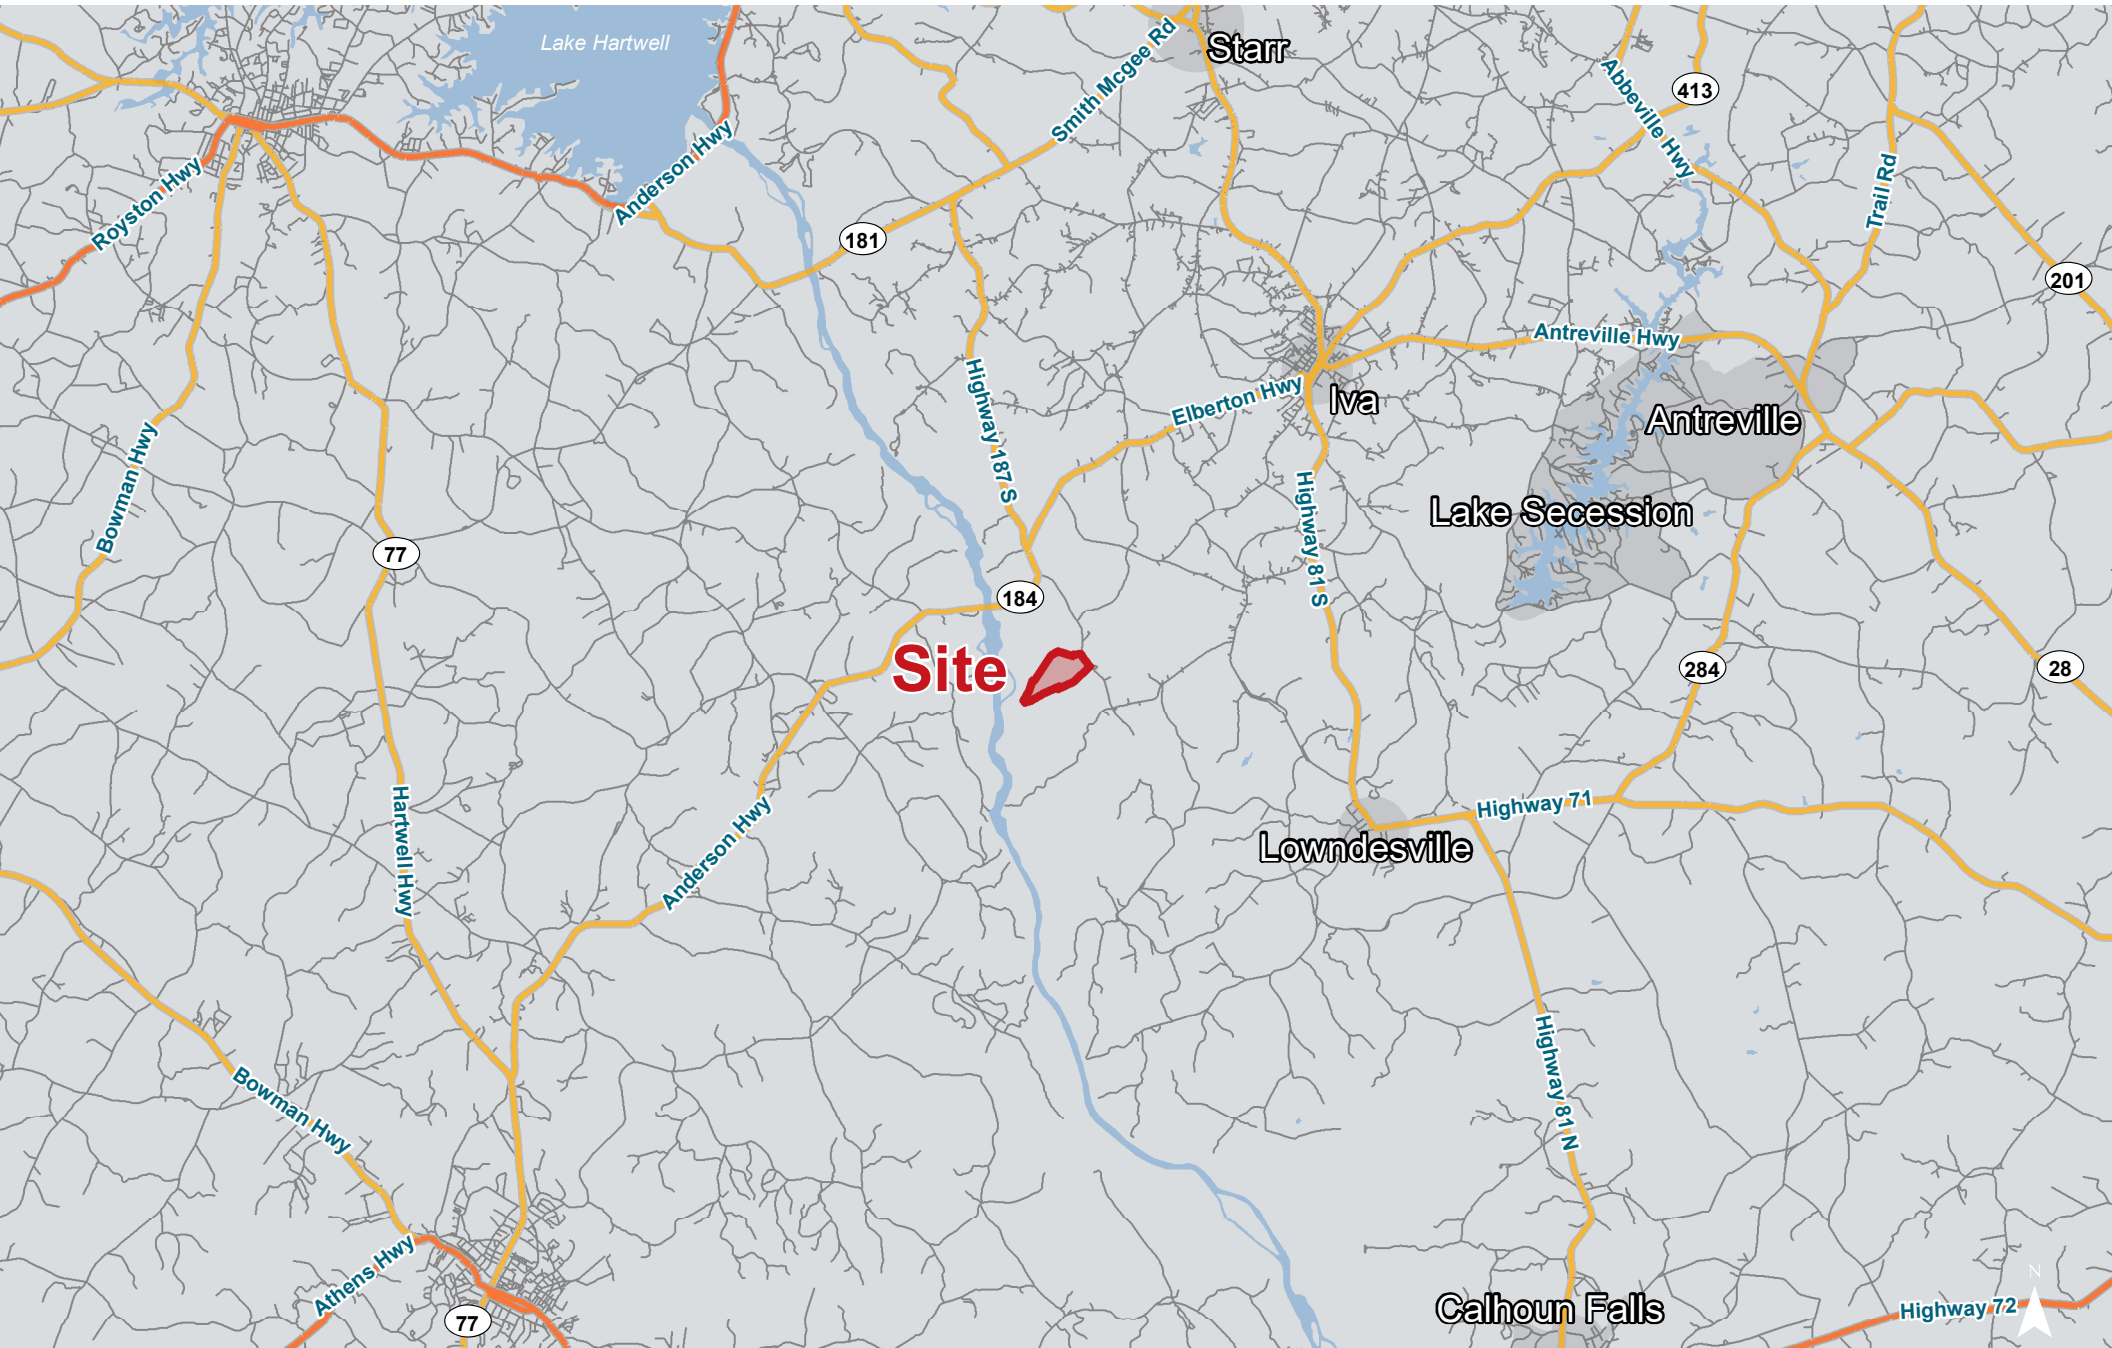 Lake Hartwell
Starr
Smith Mcgee Rd
Abbeville Hwy
413
Anderson Hwy
Royston Hwy
Trail Rd
181
201
Antreville Hwy
Highway 187 S
Elberton Hwy
Iva
Antreville
Bowman Hwy
Lake Secession
Highway 81 S
77
184
Site
284
28
Highway 71
Hartwell Hwy
Anderson Hwy
Lowndesville
Bowman Hwy
Highway 81 N
Athens Hwy
N
Calhoun Falls
Highway 72
77